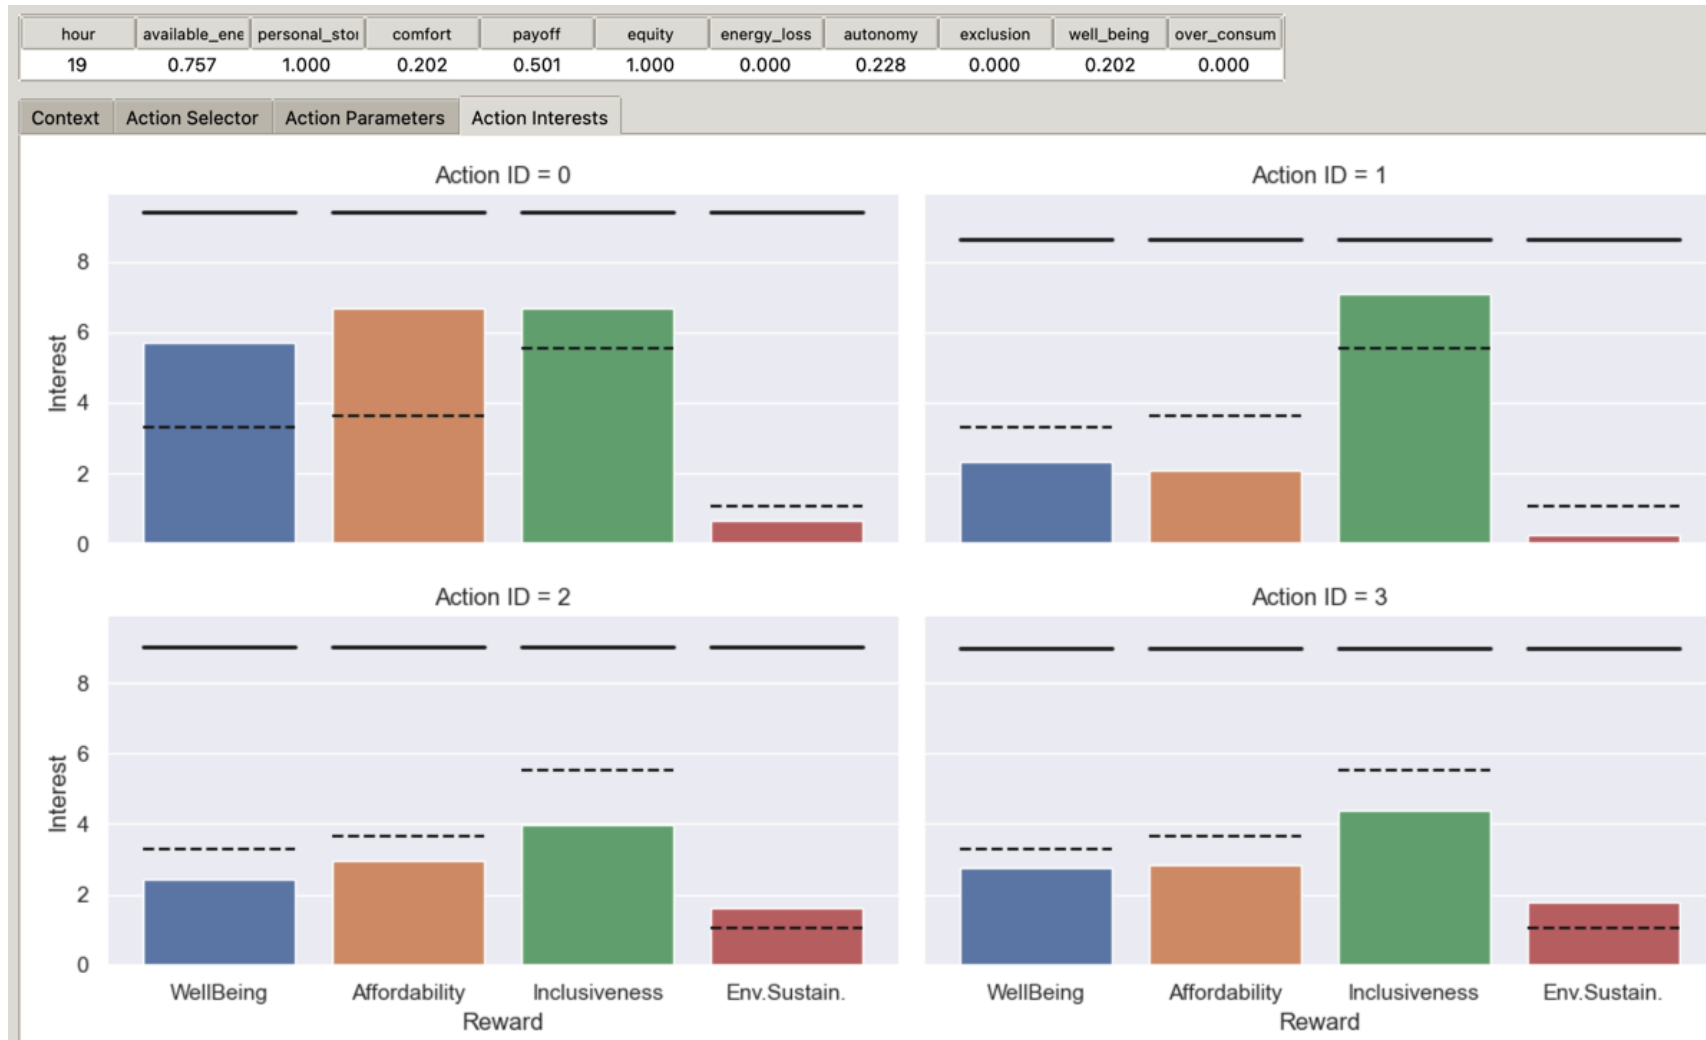 hour available_ene personal_stor comfort payoff equity energy_loss autonomy exclusion well_being over_consum
19 0.757 1.000 0.202 0.501 1.000 0.000 0.228 0.000 0.202 0.000
Context Action Selector Action Parameters Action Interests
Action ID = 0 Action ID = 1
8
6
4
2
0
Interest
Action ID = 2 Action ID = 3
8
6
4
2
0
Interest
WellBeing Affordability Inclusiveness Env.Sustain. WellBeing Affordability Inclusiveness Env.Sustain.
Reward Reward